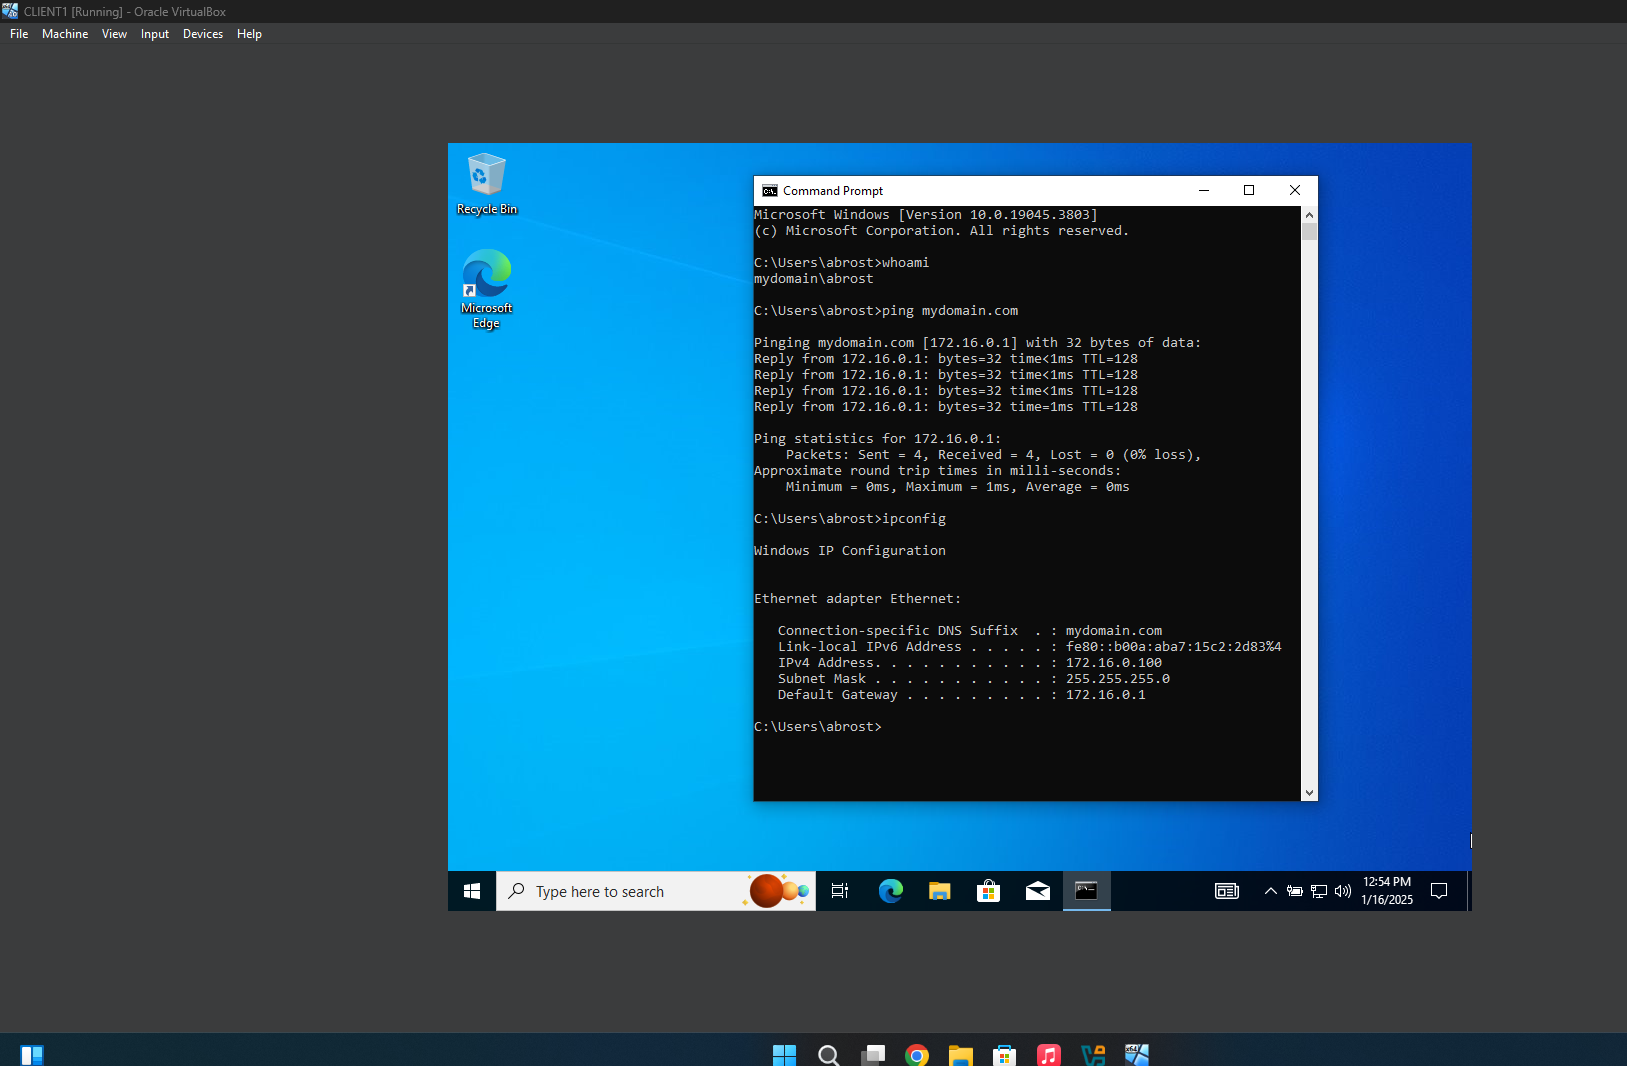 CLIENT1 [Running] - Oracle VirtualBox
File Machine View Input Devices Help
Recycle Bin
Microsoft
Edge
Command Prompt
Microsoft Windows [Version 10.0.19045.3803]
(c) Microsoft Corporation. All rights reserved.
C:\Users\abrost>whoami
mydomain\abrost
C:\Users\abrost>ping mydomain.com
Pinging mydomain.com [172.16.0.1] with 32 bytes of data:
Reply from 172.16.0.1: bytes=32 time<1ms TTL=128
Reply from 172.16.0.1: bytes=32 time<1ms TTL=128
Reply from 172.16.0.1: bytes=32 time<1ms TTL=128
Reply from 172.16.0.1: bytes=32 time=1ms TTL=128
Ping statistics for 172.16.0.1:
    Packets: Sent = 4, Received = 4, Lost = 0 (0% loss),
Approximate round trip times in milli-seconds:
    Minimum = 0ms, Maximum = 1ms, Average = 0ms
C:\Users\abrost>ipconfig
Windows IP Configuration
Ethernet adapter Ethernet:
   Connection-specific DNS Suffix  . : mydomain.com
   Link-local IPv6 Address . . . . . : fe80::b00a:aba7:15c2:2d83%4
   IPv4 Address. . . . . . . . . . . : 172.16.0.100
   Subnet Mask . . . . . . . . . . . : 255.255.255.0
   Default Gateway . . . . . . . . . : 172.16.0.1
C:\Users\abrost>
Type here to search
12:54 PM
1/16/2025